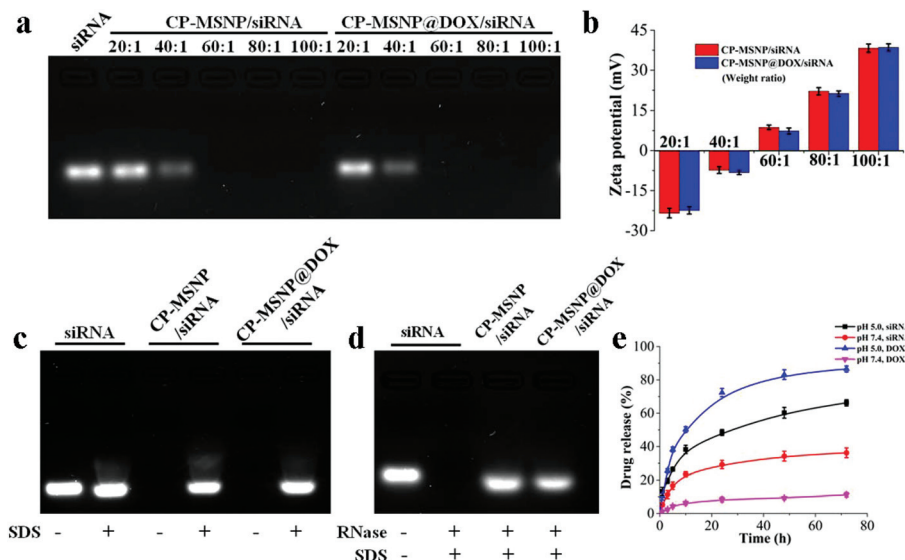 a
siRNA
CP-MSNP/siRNA
CP-MSNP@DOX/siRNA
20:1 40:1 60:1 80:1 100:1 20:1 40:1 60:1 80:1 100:1
b
Zeta potential (mV)
45
30
15
0
-15
-30
CP-MSNP/siRNA
CP-MSNP@DOX/siRNA
(Weight ratio)
20:1
40:1
60:1
80:1
100:1
c
siRNA
CP-MSNP
/siRNA
CP-MSNP@DOX
/siRNA
SDS - + - + - +
d
siRNA
CP-MSNP
/siRNA
CP-MSNP@DOX
/siRNA
RNase - + + +
SDS - + + +
e
Drug release (%)
100
80
60
40
20
0
pH 5.0, siRN
pH 7.4, siRN
pH 5.0, DOX
pH 7.4, DOX
0 20 40 60 80
Time (h)